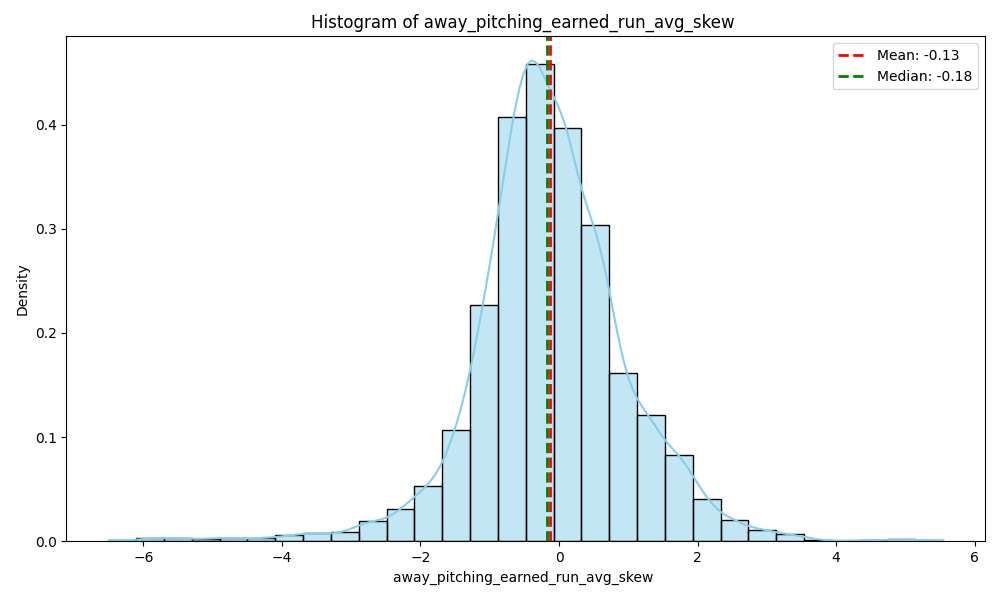 Histogram of away_pitching_earned_run_avg_skew
Mean: -0.13
Median: -0.18
Density
0.4
0.3
0.2
0.1
0.0
−6
−4
−2
0
2
4
6
away_pitching_earned_run_avg_skew